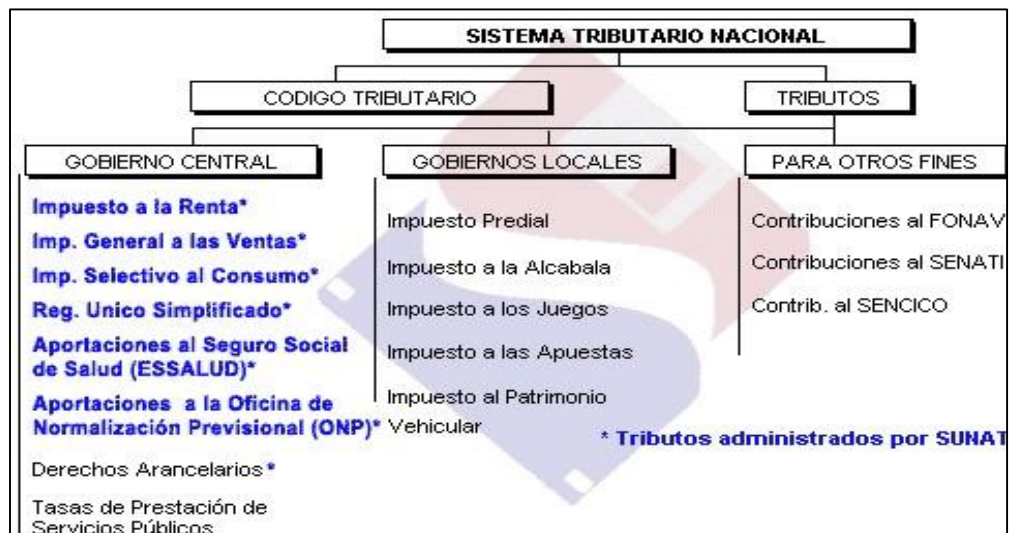 SISTEMA TRIBUTARIO NACIONAL
CODIGO TRIBUTARIO
TRIBUTOS
GOBIERNO CENTRAL
Impuesto a la Renta*
Imp. General a las Ventas*
Imp. Selectivo al Consumo*
Reg. Unico Simplificado*
Aportaciones al Seguro Social
de Salud (ESSALUD)*
Aportaciones a la Oficina de
Normalización Previsional (ONP)*
Derechos Arancelarios*
Tasas de Prestación de
Servicios Públicos
GOBIERNOS LOCALES
Impuesto Predial
Impuesto a la Alcabala
Impuesto a los Juegos
Impuesto a las Apuestas
Impuesto al Patrimonio
Vehicular
PARA OTROS FINES
Contribuciones al FONAV
Contribuciones al SENATI
Contrib. al SENCICO
* Tributos administrados por SUNAT